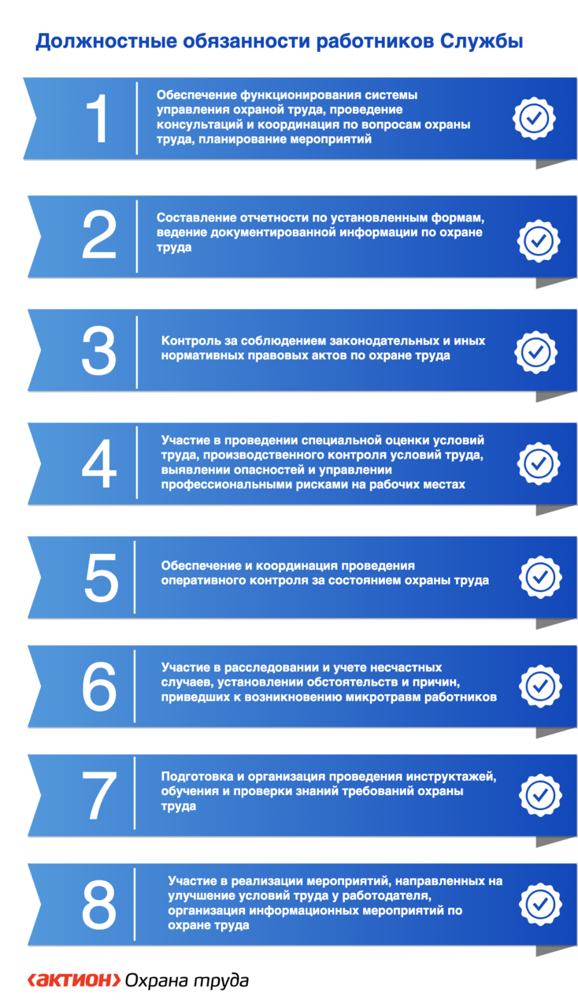 Должностные обязанности работников Службы
1
Обеспечение функционирования системы
управления охраной труда, проведение
консультаций и координация по вопросам охраны
труда, планирование мероприятий
2
Составление отчетности по установленным формам,
ведение документированной информации по охране
труда
3
Контроль за соблюдением законодательных и иных
нормативных правовых актов по охране труда
4
Участие в проведении специальной оценки условий
труда, производственного контроля условий труда,
выявлении опасностей и управлении
профессиональными рисками на рабочих местах
5
Обеспечение и координация проведения
оперативного контроля за состоянием охраны труда
6
Участие в расследовании и учете несчастных
случаев, установлении обстоятельств и причин,
приведших к возникновению микротравм работников
7
Подготовка и организация проведения инструктажей,
обучения и проверки знаний требований охраны
труда
8
Участие в реализации мероприятий, направленных на
улучшение условий труда у работодателя,
организация информационных мероприятий по
охране труда
‹актион› Охрана труда